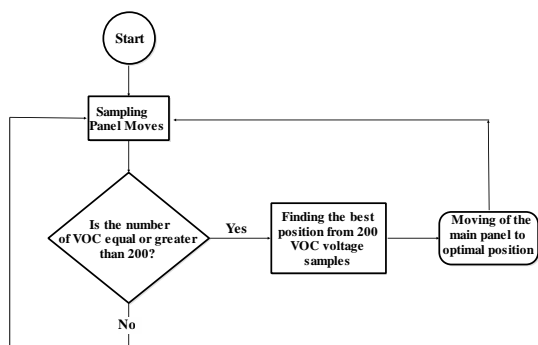 Start
Sampling
Panel Moves
Is the number
of VOC equal or greater
than 200?
Yes
Finding the best
position from 200
VOC voltage
samples
Moving of the
main panel to
optimal position
No